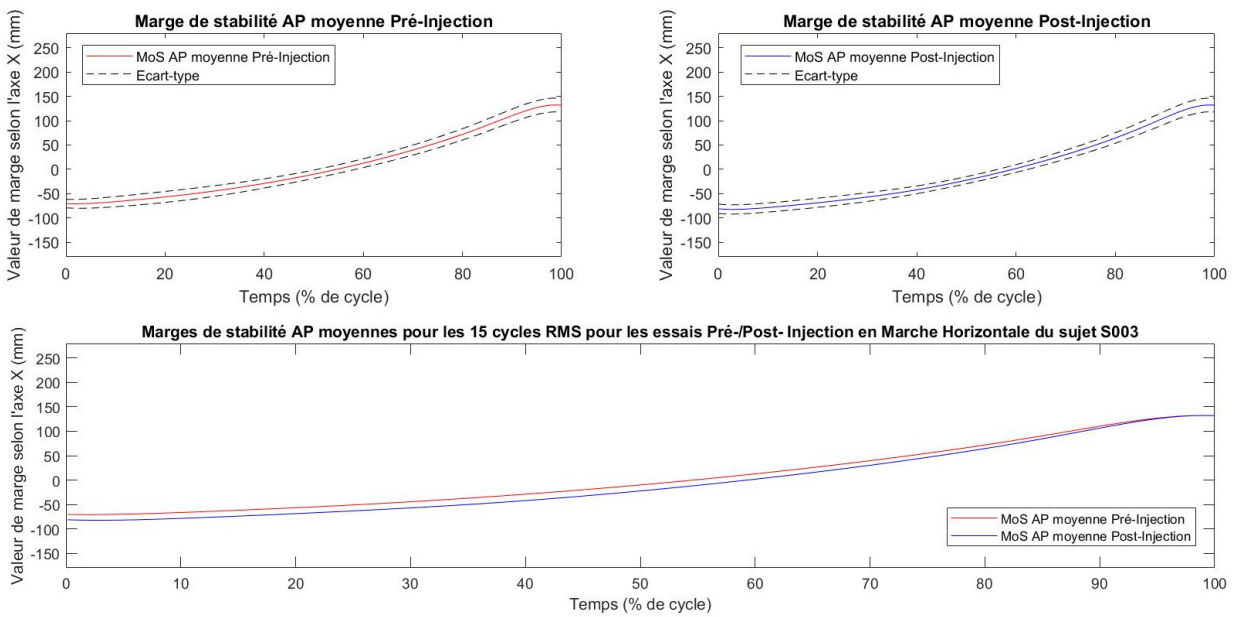 Marge de stabilité AP moyenne Pré-Injection
Valeur de marge selon l'axe X (mm)
250
200
150
100
50
0
-50
-100
-150
MoS AP moyenne Pré-Injection
Ecart-type
0 20 40 60 80 100
Temps (% de cycle)
Marge de stabilité AP moyenne Post-Injection
Valeur de marge selon l'axe X (mm)
250
200
150
100
50
0
-50
-100
-150
MoS AP moyenne Post-Injection
Ecart-type
0 20 40 60 80 100
Temps (% de cycle)
Marges de stabilité AP moyennes pour les 15 cycles RMS pour les essais Pré-/Post- Injection en Marche Horizontale du sujet S003
Valeur de marge selon l'axe X (mm)
250
200
150
100
50
0
-50
-100
-150
MoS AP moyenne Pré-Injection
MoS AP moyenne Post-Injection
0 10 20 30 40 50 60 70 80 90 100
Temps (% de cycle)